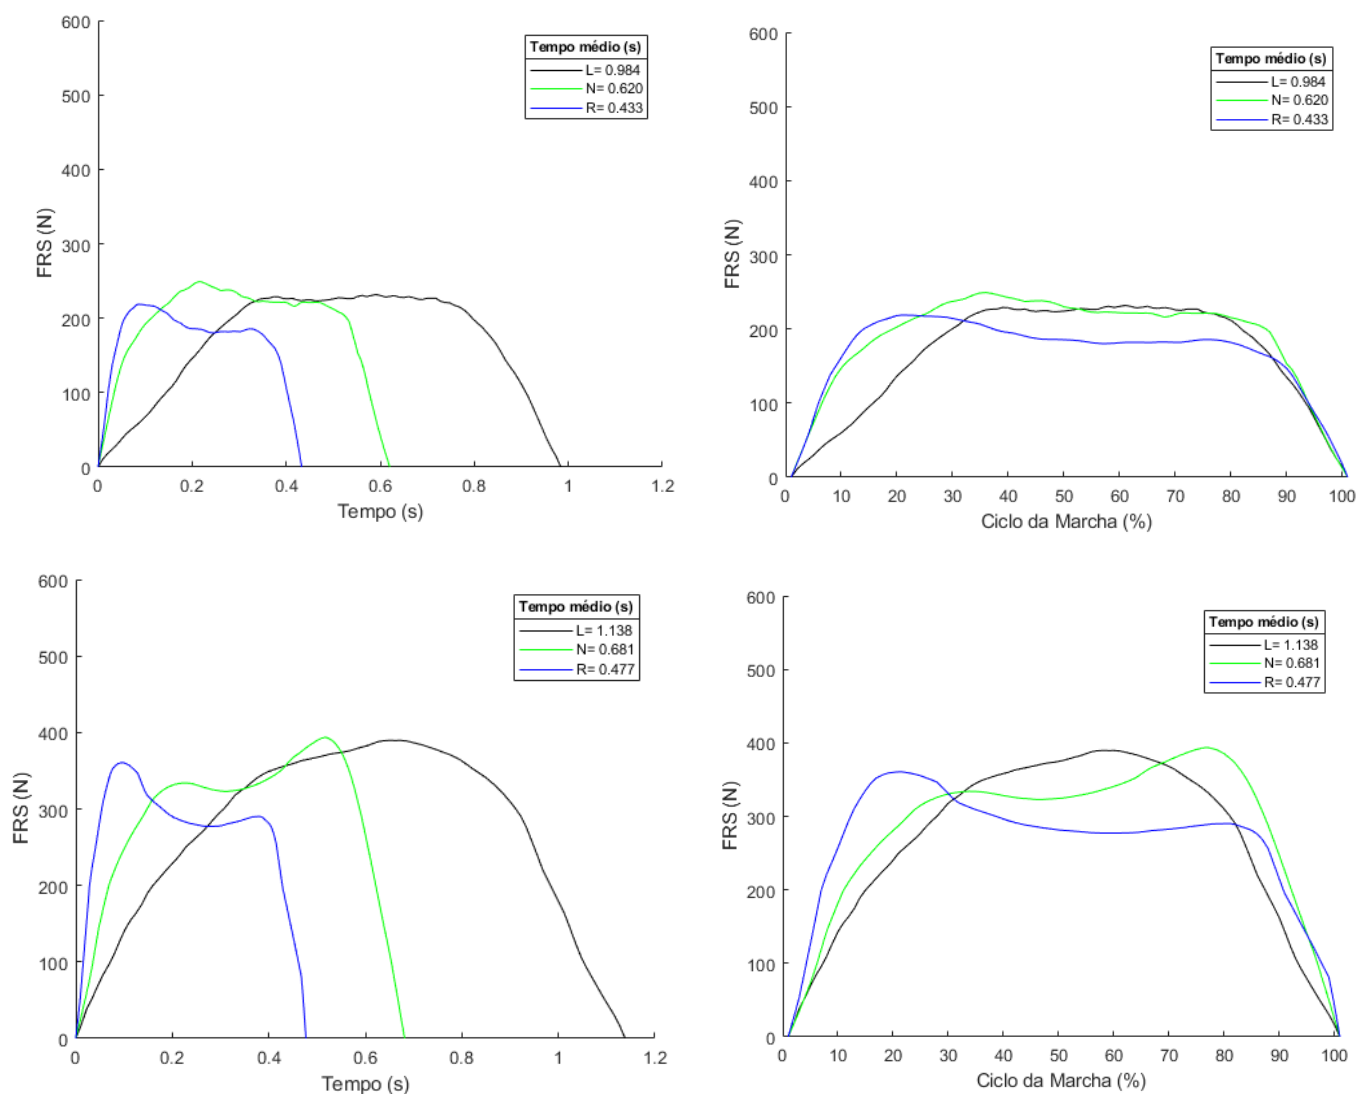 600
500
400
300
200
100
0
FRS (N)
0
0.2
0.4
0.6
0.8
1
1.2
Tempo (s)
Tempo médio (s)
L= 0.984
N= 0.620
R= 0.433
600
500
400
300
200
100
0
FRS (N)
0
10
20
30
40
50
60
70
80
90
100
Ciclo da Marcha (%)
Tempo médio (s)
L= 0.984
N= 0.620
R= 0.433
600
500
400
300
200
100
0
FRS (N)
0
0.2
0.4
0.6
0.8
1
1.2
Tempo (s)
Tempo médio (s)
L= 1.138
N= 0.681
R= 0.477
600
500
400
300
200
100
0
FRS (N)
0
10
20
30
40
50
60
70
80
90
100
Ciclo da Marcha (%)
Tempo médio (s)
L= 1.138
N= 0.681
R= 0.477